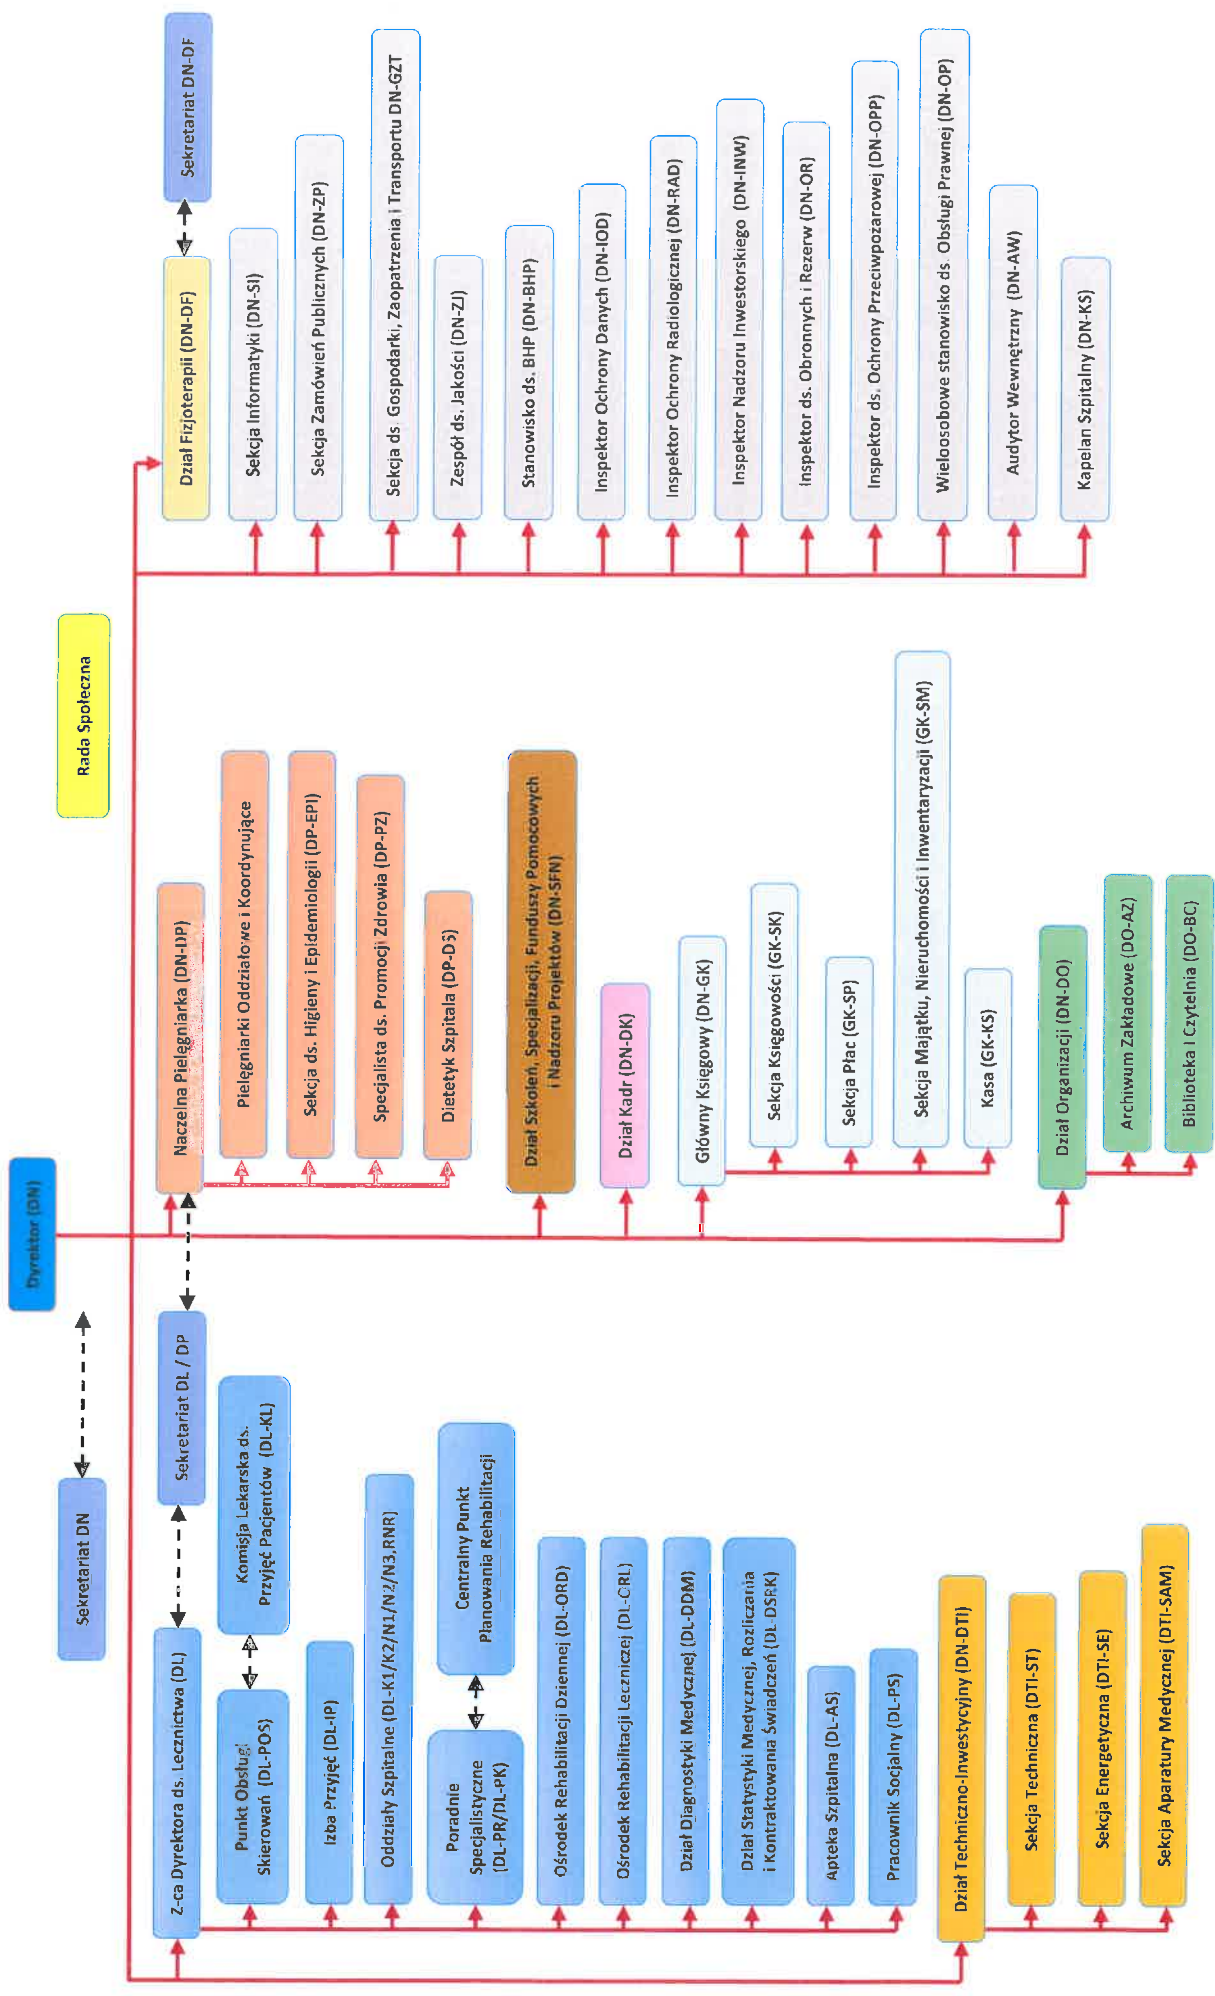 Dyrektor (DN)
Sekretariat DN
Rada Społeczna
Z-ca Dyrektora ds. Lecznictwa (DL)
Sekretariat DL / DP
Punkt Obsługi
Skierowań (DL-POS)
Komisja Lekarska ds.
Przyjęć Pacjentów (DL-KL)
Izba Przyjęć (DL-IP)
Oddziały Szpitalne (DL-K1/K2/N1/N2/N3,RNR)
Poradnie
Specjalistyczne
(DL-PR/DL-PK)
Centralny Punkt
Planowania Rehabilitacji
Ośrodek Rehabilitacji Dziennej (DL-ORD)
Ośrodek Rehabilitacji Leczniczej (DL-CRL)
Dział Diagnostyki Medycznej (DL-DDM)
Dział Statystyki Medycznej, Rozliczania
i Kontraktowania Świadczeń (DL-DSRK)
Apteka Szpitalna (DL-AS)
Pracownik Socjalny (DL-PS)
Dział Techniczno-Inwestycyjny (DN-DTI)
Sekcja Techniczna (DTI-ST)
Sekcja Energetyczna (DTI-SE)
Sekcja Aparatury Medycznej (DTI-SAM)
Naczelna Pielęgniarka (DN-DP)
Pielęgniarki Oddziałowe i Koordynujące
Sekcja ds. Higieny i Epidemiologii (DP-EPI)
Specjalista ds. Promocji Zdrowia (DP-PZ)
Dietetyk Szpitala (DP-DS)
Dział Szkoleń, Specjalizacji, Funduszy Pomocowych
i Nadzoru Projektów (DN-SFN)
Dział Kadr (DN-DK)
Główny Księgowy (DN-GK)
Sekcja Księgowości (GK-SK)
Sekcja Płac (GK-SP)
Sekcja Majątku, Nieruchomości i Inwentaryzacji (GK-SM)
Kasa (GK-KS)
Dział Organizacji (DN-DO)
Archiwum Zakładowe (DO-AZ)
Biblioteka I Czytelnia (DO-BC)
Dział Fizjoterapii (DN-DF)
Sekretariat DN-DF
Sekcja Informatyki (DN-SI)
Sekcja Zamówień Publicznych (DN-ZP)
Sekcja ds. Gospodarki, Zaopatrzenia i Transportu DN-GZT
Zespół ds. Jakości (DN-ZJ)
Stanowisko ds. BHP (DN-BHP)
Inspektor Ochrony Danych (DN-IOD)
Inspektor Ochrony Radiologicznej (DN-RAD)
Inspektor Nadzoru Inwestorskiego (DN-INW)
Inspektor ds. Obronnych i Rezerw (DN-OR)
Inspektor ds. Ochrony Przeciwpożarowej (DN-OPP)
Wieloosobowe stanowisko ds. Obsługi Prawnej (DN-OP)
Audytor Wewnętrzny (DN-AW)
Kapelan Szpitalny (DN-KS)